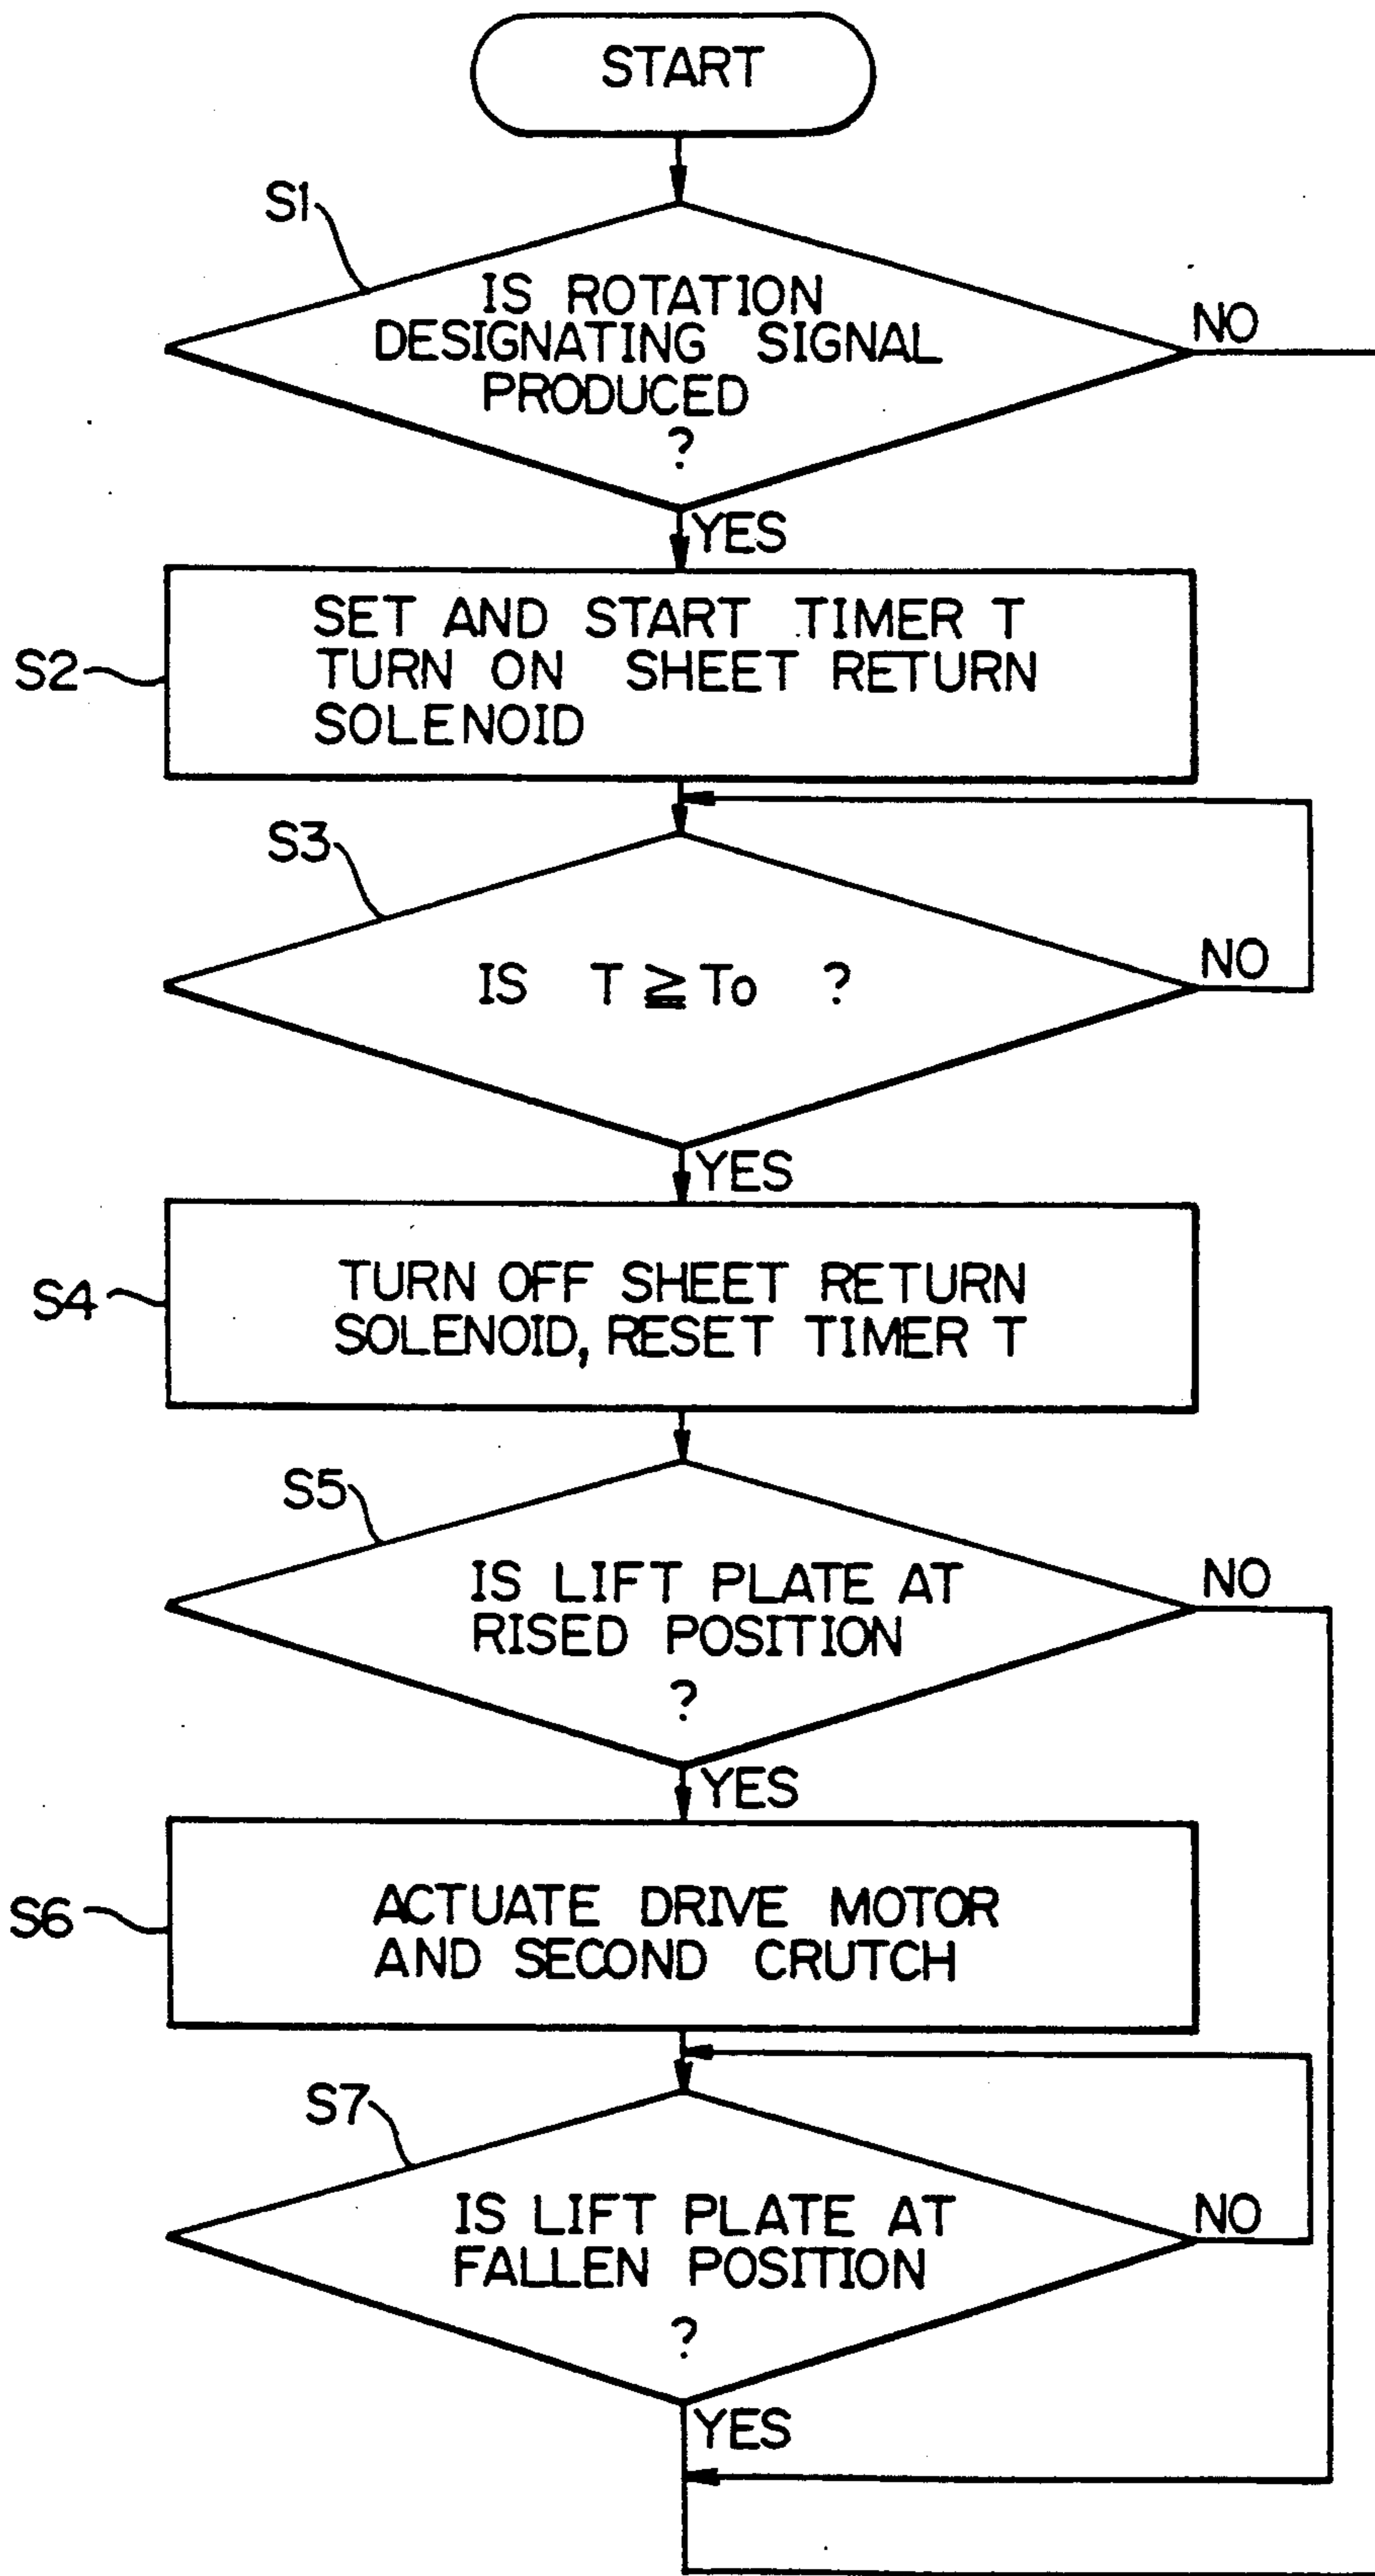 START
S1
IS ROTATION
DESIGNATING SIGNAL
PRODUCED
?
NO
YES
S2
SET AND START TIMER T
TURN ON SHEET RETURN
SOLENOID
S3
IS T ≧ To ?
NO
YES
S4
TURN OFF SHEET RETURN
SOLENOID, RESET TIMER T
S5
IS LIFT PLATE AT
RISED POSITION
?
NO
YES
S6
ACTUATE DRIVE MOTOR
AND SECOND CRUTCH
S7
IS LIFT PLATE AT
FALLEN POSITION
?
NO
YES